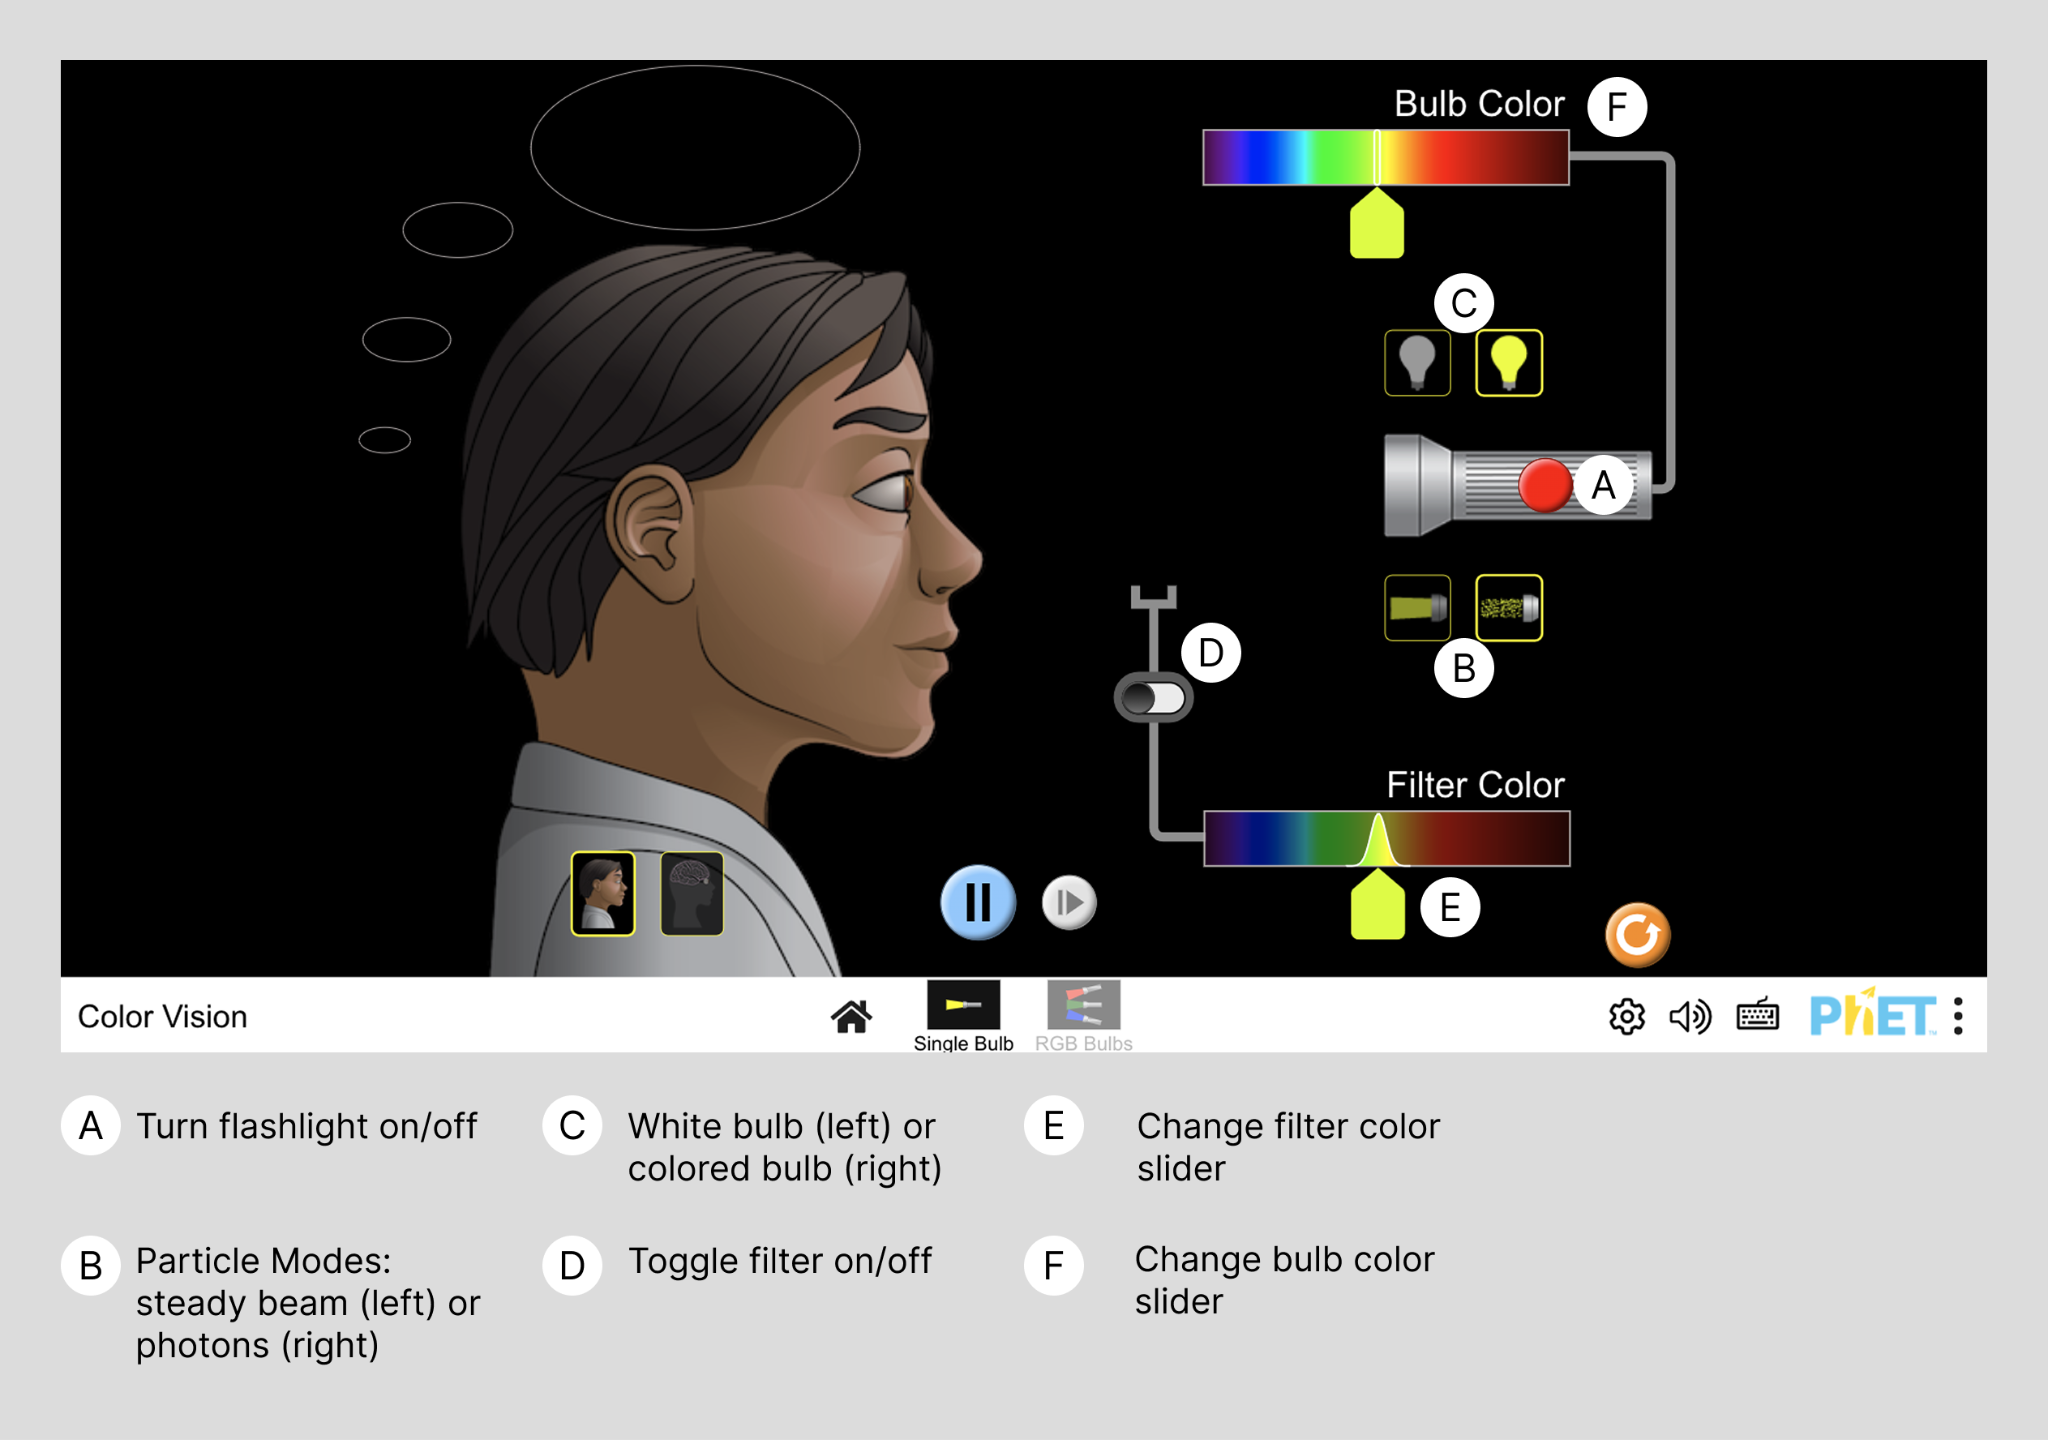 Bulb Color
F
C
A
D
B
Filter Color
E
Color Vision
Single Bulb
RGB Bulbs
PhET™
A
Turn flashlight on/off
C
White bulb (left) or
colored bulb (right)
E
Change filter color
slider
B
Particle Modes:
steady beam (left) or
photons (right)
D
Toggle filter on/off
F
Change bulb color
slider